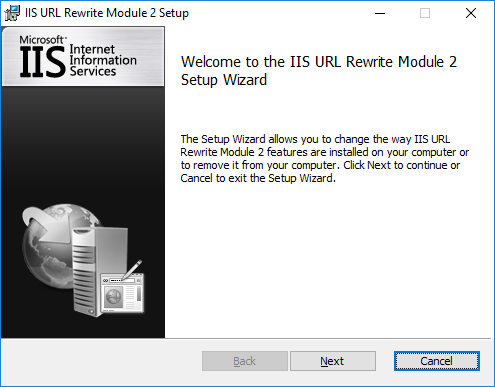 IIS URL Rewrite Module 2 Setup
Microsoft®
IIS Internet
Information
Services
Welcome to the IIS URL Rewrite Module 2
Setup Wizard
The Setup Wizard allows you to change the way IIS URL
Rewrite Module 2 features are installed on your computer or
to remove it from your computer. Click Next to continue or
Cancel to exit the Setup Wizard.
Back
Next
Cancel